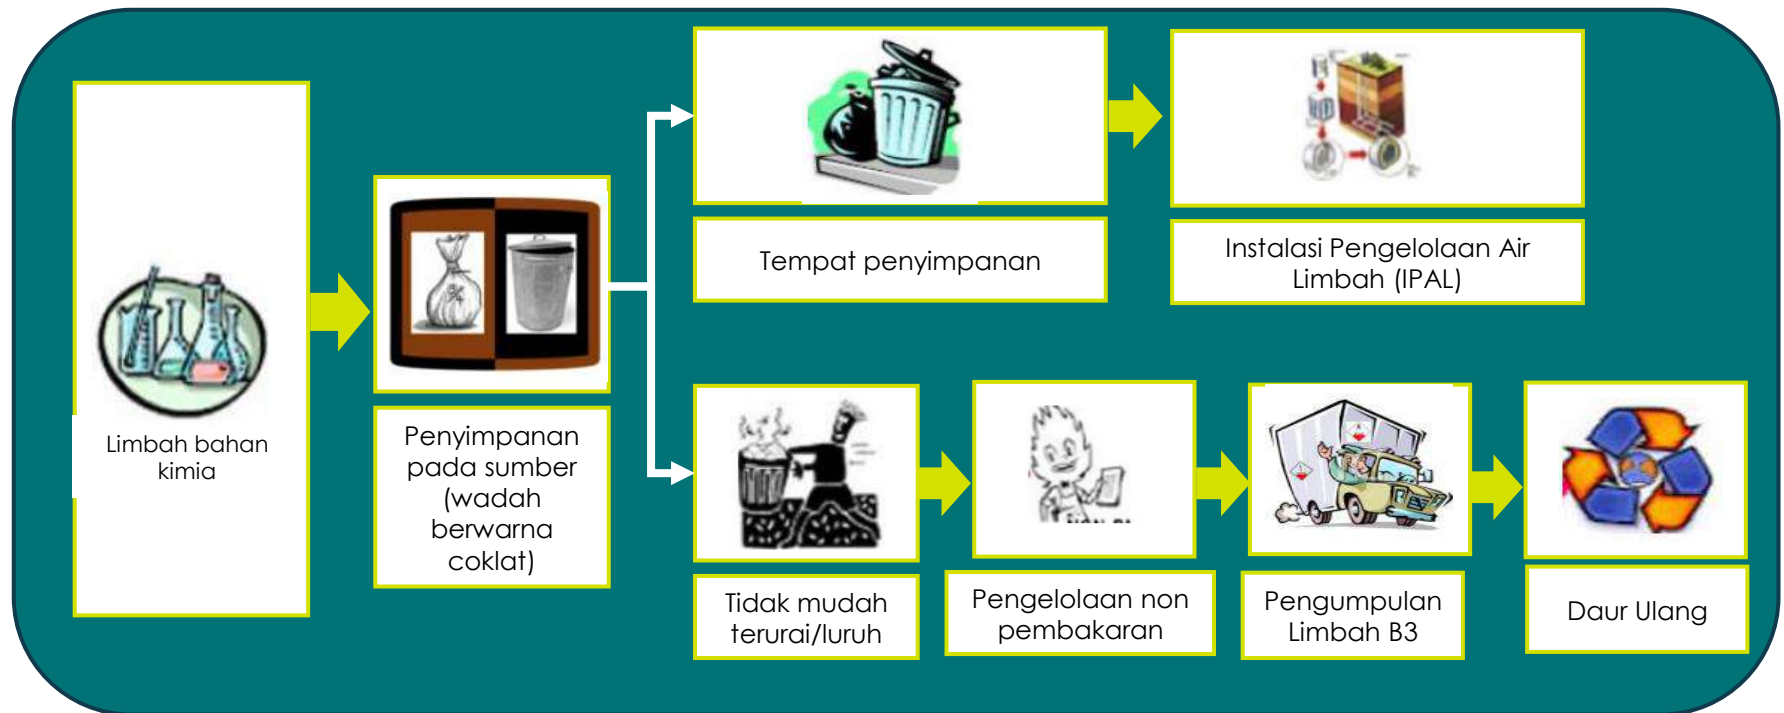 Limbah bahan
kimia
Penyimpanan
pada sumber
(wadah
berwarna
coklat)
Tempat penyimpanan
Instalasi Pengelolaan Air
Limbah (IPAL)
Tidak mudah
terurai/luruh
Pengelolaan non
pembakaran
Pengumpulan
Limbah B3
Daur Ulang